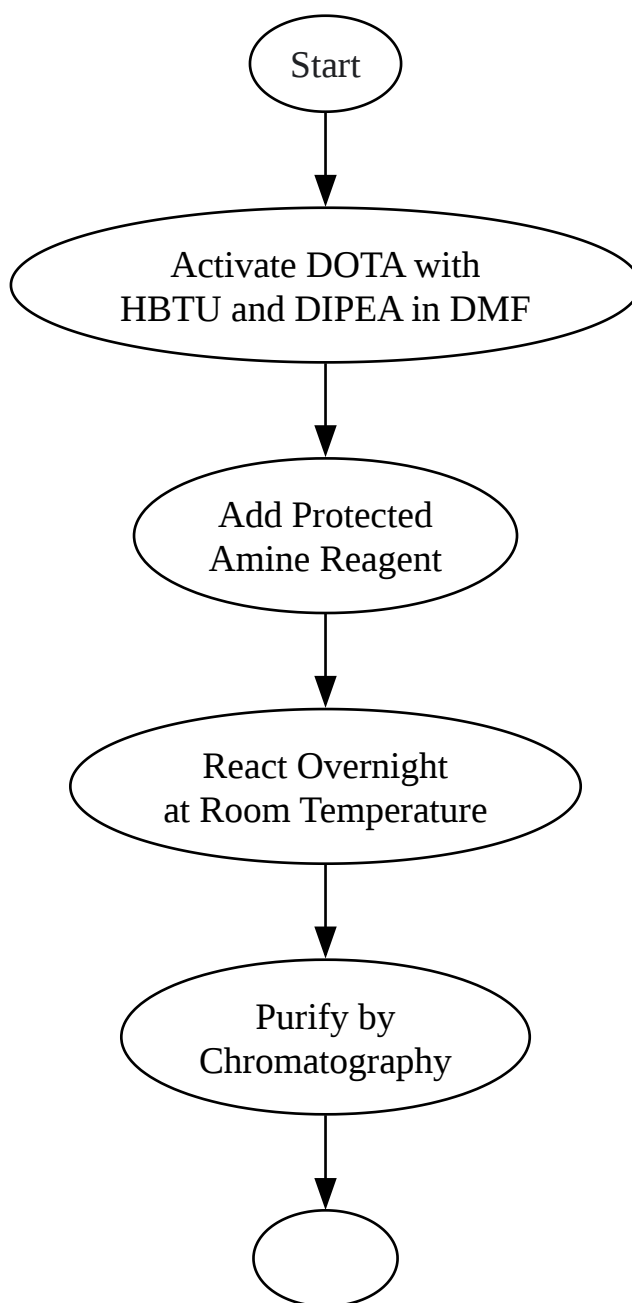 Start
Activate DOTA with
HBTU and DIPEA in DMF
Add Protected
Amine Reagent
React Overnight
at Room Temperature
Purify by
Chromatography